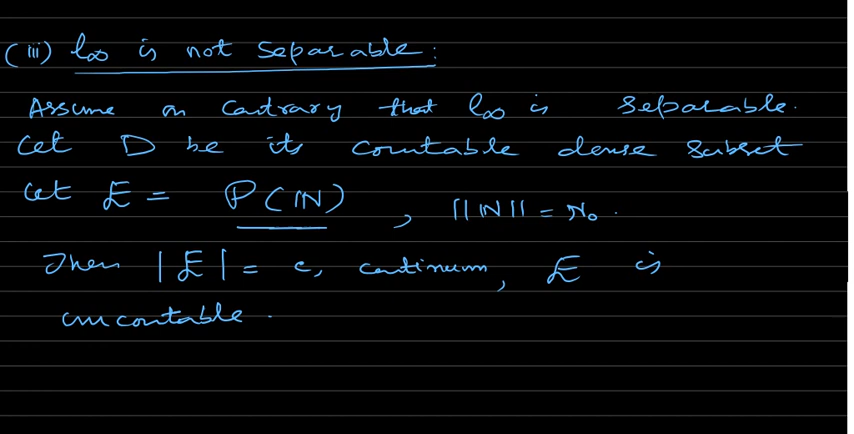 (iii) l∞ is not separable:
Assume on contrary that l∞ is separable.
Let D be its countable dense subset
Let E = P(ℕ), ||ℕ|| = ℵ₀.
Then |E| = c, continuum, E is
uncountable.